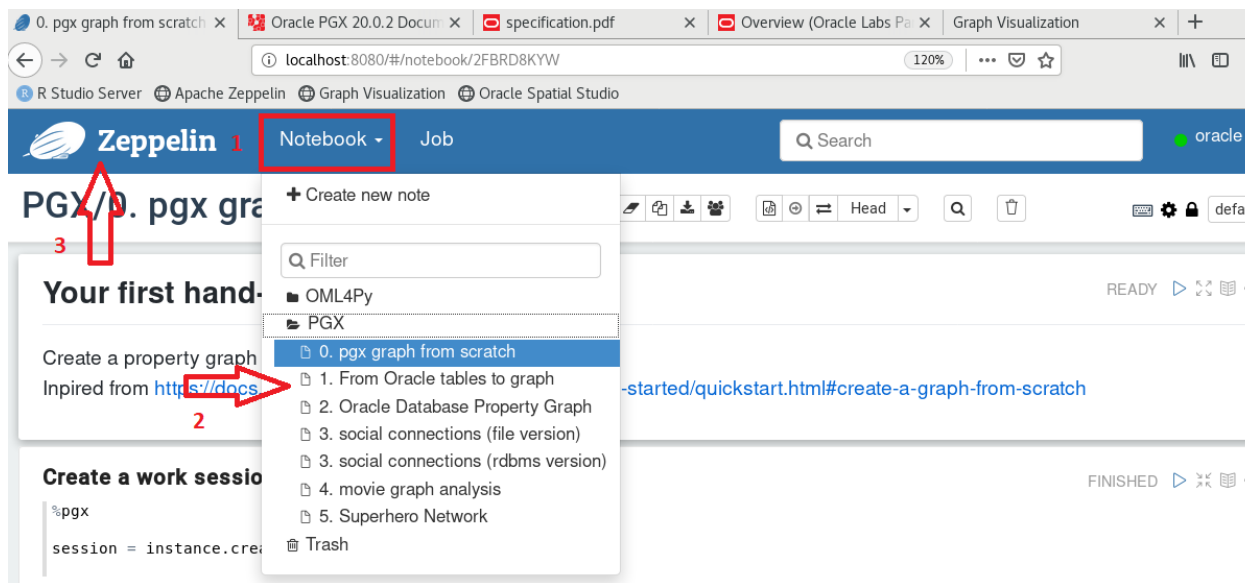 0. pgx graph from scratch
Oracle PGX 20.0.2 Docum
specification.pdf
Overview (Oracle Labs Pa
Graph Visualization
localhost:8080/#/notebook/2FBRD8KYW
120%
R Studio Server Apache Zeppelin Graph Visualization Oracle Spatial Studio
Zeppelin 1 Notebook Job Search oracle
PGX/0. pgx gra
Head
defa
3
Create new note
Filter
OML4Py
PGX
0. pgx graph from scratch
1. From Oracle tables to graph
2. Oracle Database Property Graph
3. social connections (file version)
3. social connections (rdbms version)
4. movie graph analysis
5. Superhero Network
Trash
Your first hand-
READY
Create a property graph
Inpired from https://docs. -started/quickstart.html#create-a-graph-from-scratch
2
Create a work sessio
FINISHED
%pgx
session = instance.crea